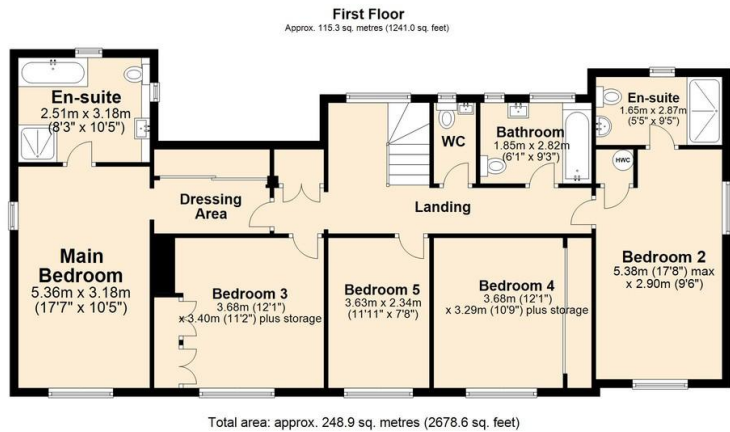 First Floor
Approx. 115.3 sq. metres (1241.0 sq. feet)
En-suite
2.51m x 3.18m
(8'3" x 10'5")
En-suite
1.65m x 2.87m
(5'5" x 9'5")
WC
Bathroom
1.85m x 2.82m
(6'1" x 9'3")
HWC
Dressing
Area
Landing
Main
Bedroom
5.36m x 3.18m
(17'7" x 10'5")
Bedroom 3
3.68m (12'1")
x 3.40m (11'2") plus storage
Bedroom 5
3.63m x 2.34m
(11'11" x 7'8")
Bedroom 4
3.68m (12'1")
x 3.29m (10'9") plus storage
Bedroom 2
5.38m (17'8") max
x 2.90m (9'6")
Total area: approx. 248.9 sq. metres (2678.6 sq. feet)